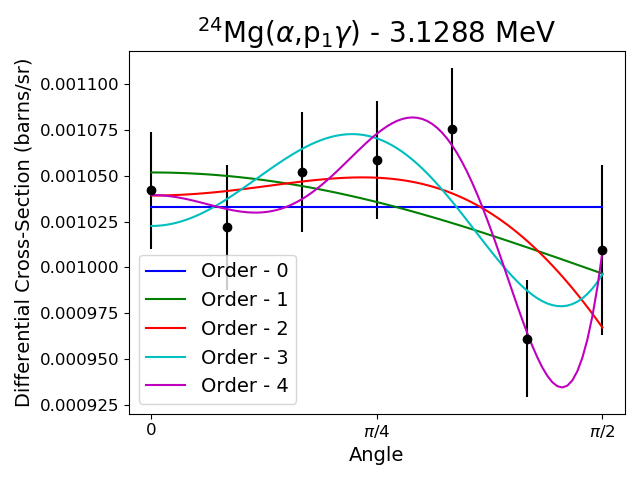 ²⁴Mg(α,p₁γ) - 3.1288 MeV
Differential Cross-Section (barns/sr)
0.001100
0.001075
0.001050
0.001025
0.001000
0.000975
0.000950
0.000925
Order - 0
Order - 1
Order - 2
Order - 3
Order - 4
0
π/4
π/2
Angle